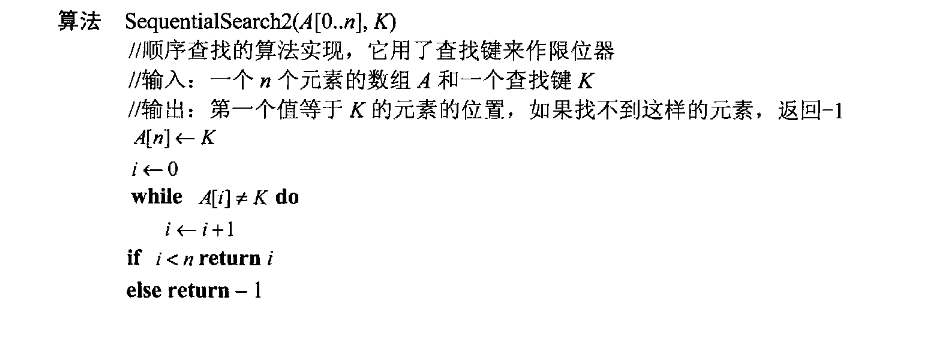 算法 SequentialSearch2(A[0..n], K)
//顺序查找的算法实现，它用了查找键来作限位器
//输入：一个 n 个元素的数组 A 和一个查找键 K
//输出：第一个值等于 K 的元素的位置，如果找不到这样的元素，返回-1
A[n] ← K
i ← 0
while A[i] ≠ K do
i ← i+1
if i < n return i
else return − 1